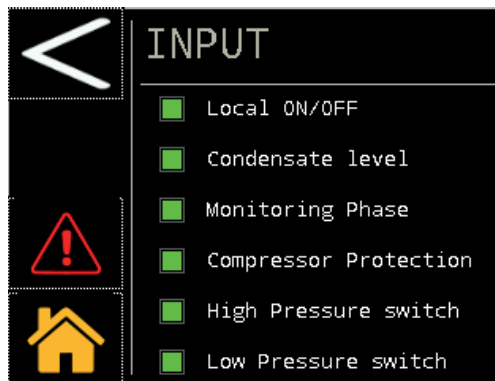 INPUT
Local ON/OFF
Condensate level
Monitoring Phase
Compressor Protection
High Pressure switch
Low Pressure switch